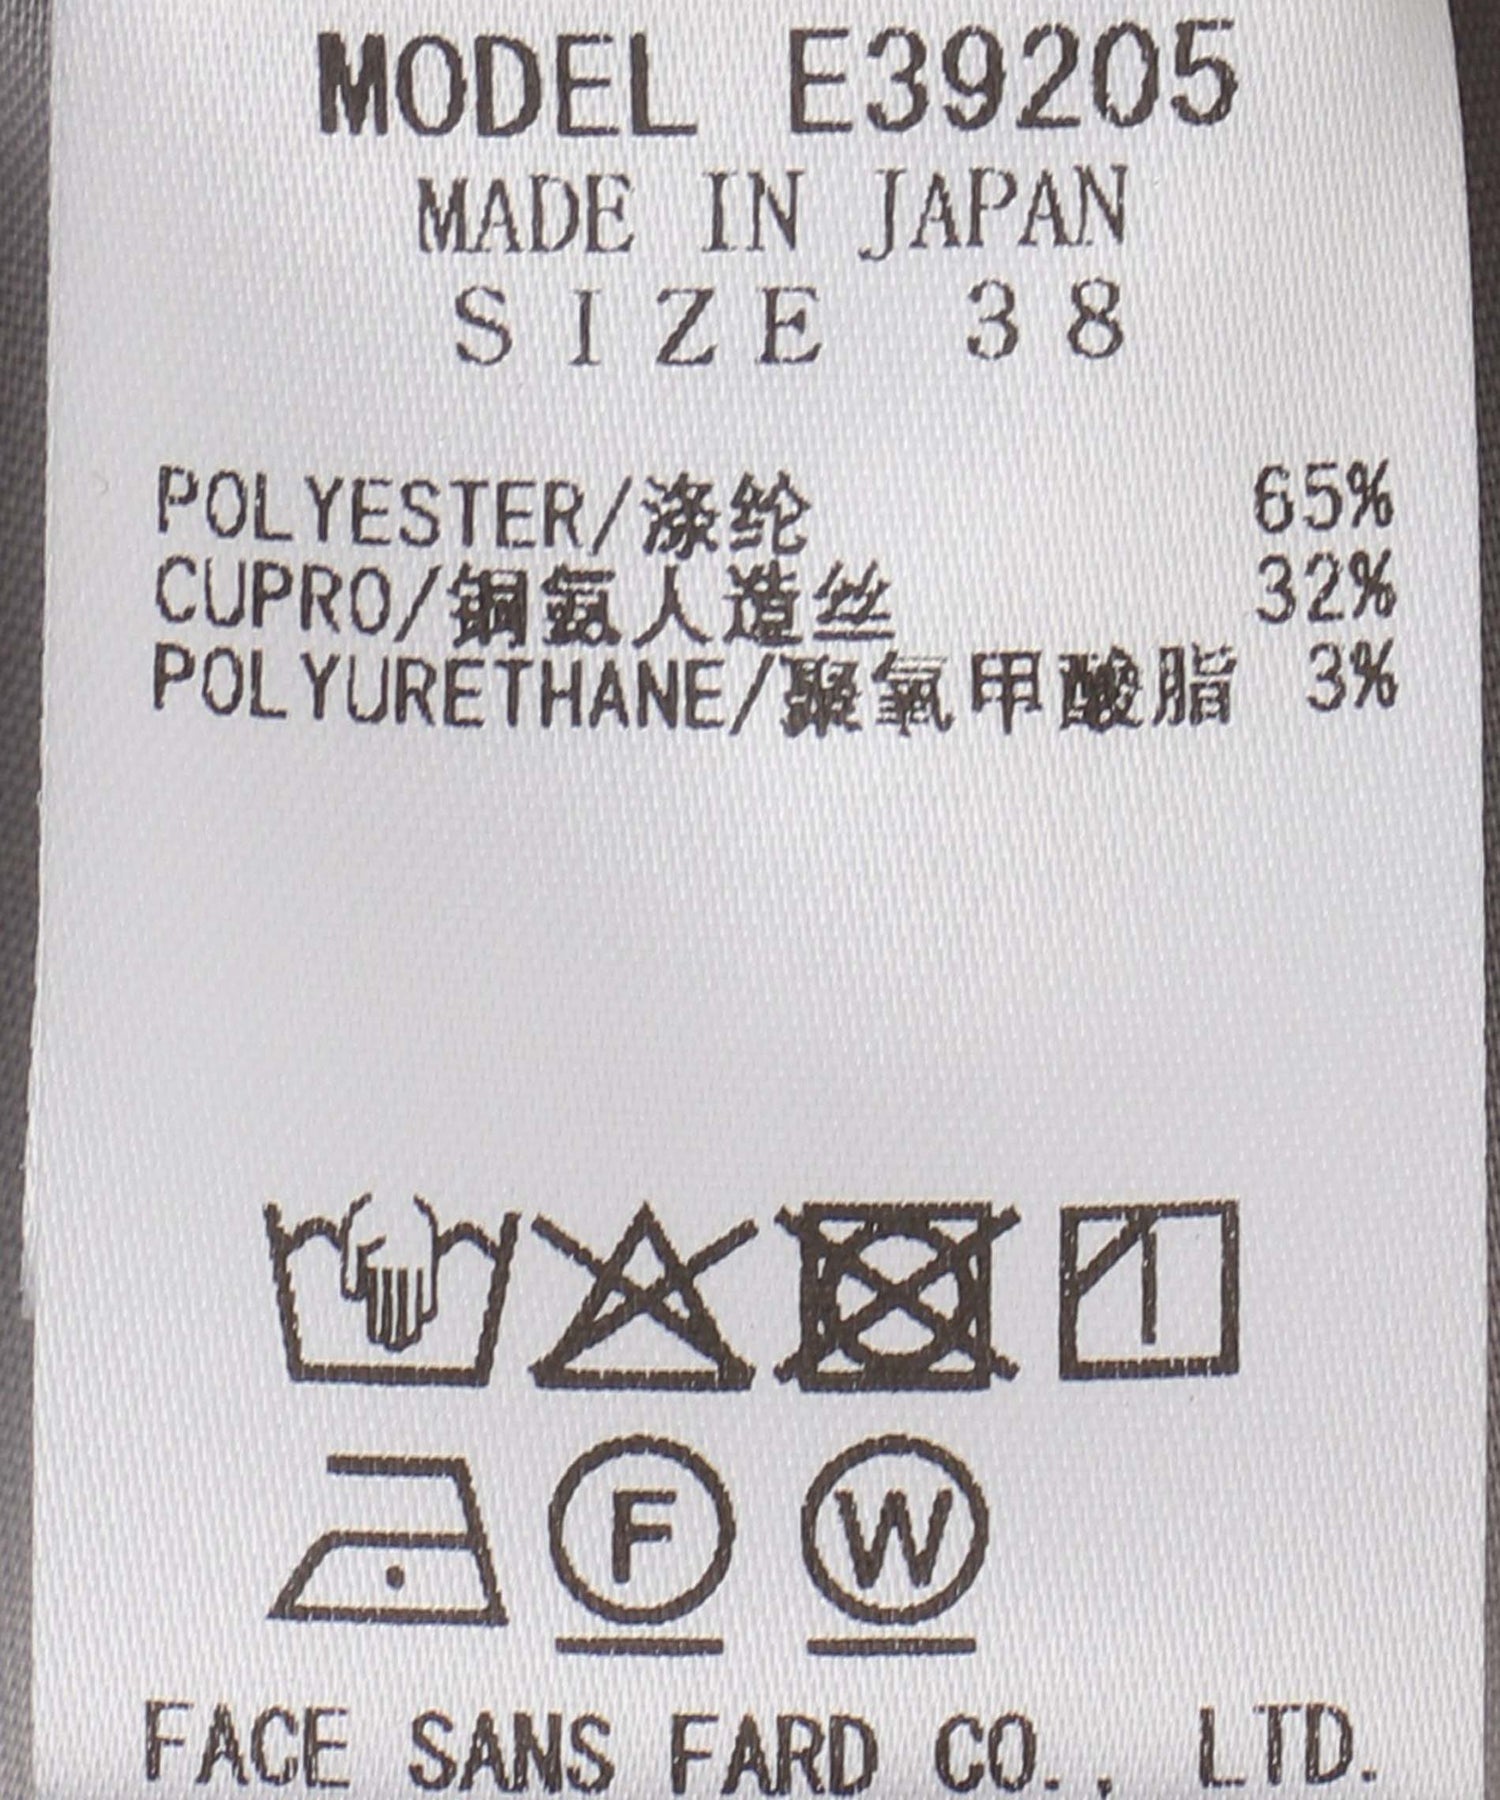 MODEL E39205
MADE IN JAPAN
SIZE 38
POLYESTER/涤纶 65%
CUPRO/铜氨人造丝 32%
POLYURETHANE/聚氧甲酸脂 3%
F W
FACE SANS FARD CO., LTD.